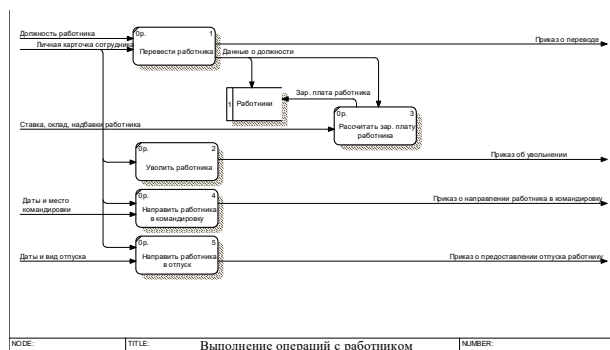 Должность работника
Личная карточка сотрудника
0р. 1
Перевести работника
Данные о должности
Приказ о переводе
Зар. плата работника
1 Работники
Ставка, оклад, надбавки работника
0р. 3
Рассчитать зар. плату
работника
0р. 2
Уволить работника
Приказ об увольнении
Даты и место
командировки
0р. 4
Направить работника
в командировку
Приказ о направлении работника в командировку
Даты и вид отпуска
0р. 5
Направить работника
в отпуск
Приказ о предоставлении отпуска работнику
NODE: TITLE: Выполнение операций с работником NUMBER: